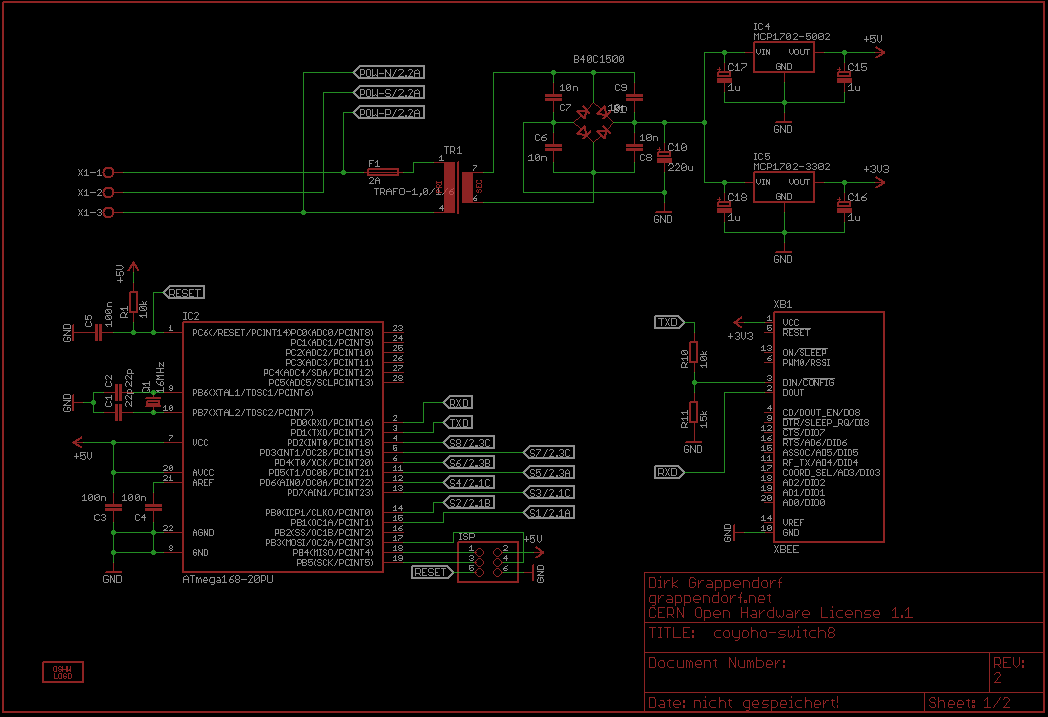 IC4
MCP1702-5002
+5V
VIN VOUT
GND
C17
1u
C15
1u
GND
B40C1500
10n
C7
C9
C6
10n
10n
C8
C10
220u
GND
POW-N/2.2A
POW-S/2.2A
POW-P/2.2A
X1-1
X1-2
X1-3
F1
2A
TR1
1
4
7
6
SEC
IC5
MCP1702-3302
+3V3
VIN VOUT
GND
C18
1u
C16
1u
GND
+5V
RESET
R1
10k
C5
100n
GND
IC2
1 PC6(/RESET/PCINT14) PC0(ADC0/PCINT8) 23
PC1(ADC1/PCINT9) 24
PC2(ADC2/PCINT10) 25
PC3(ADC3/PCINT11) 26
PC4(ADC4/SDA/PCINT12) 27
PC5(ADC5/SCL/PCINT13) 28
C2 22p
C1 22p
Q1
16MHz
GND
9 PB6(XTAL1/TOSC1/PCINT6)
10 PB7(XTAL2/TOSC2/PCINT7)
PD0(RXD/PCINT16) 2 RXD
PD1(TXD/PCINT17) 3 TXD
7 VCC
+5V
PD2(INT0/PCINT18) 4 S8/2.3C
PD3(INT1/OC2B/PCINT19) 5 S7/2.3C
PD4(T0/XCK/PCINT20) 6 S6/2.3B
20 AVCC
PD5(T1/OC0B/PCINT21) 11 S5/2.3A
21 AREF
PD6(AIN0/OC0A/PCINT22) 12 S4/2.1C
PD7(AIN1/PCINT23) 13 S3/2.1C
100n
C3
100n
C4
PB0(ICP1/CLKO/PCINT0) 14 S2/2.1B
PB1(OC1A/PCINT1) 15 S1/2.1A
22 AGND
PB2(SS/OC1B/PCINT2) 16
PB3(MOSI/OC2A/PCINT3) 17
8 GND
PB4(MISO/PCINT4) 18
PB5(SCK/PCINT5) 19
GND
ATmega168-20PU
ISP
1 2
3 4
5 6
+5V
GND
RESET
TXD
R10
10k
R11
15k
GND
RXD
XB1
1 VCC
5 RESET
+3V3
13 ON/SLEEP
6 PWM0/RSSI
3 DIN/CONFIG
2 DOUT
4 CD/DOUT_EN/DO8
9 DTR/SLEEP_RQ/DI8
12 CTS/DIO7
16 RTS/AD6/DIO6
15 ASSOC/AD5/DIO5
11 RF_TX/AD4/DIO4
17 COORD_SEL/AD3/DIO3
18 AD2/DIO2
19 AD1/DIO1
20 AD0/DIO0
14 VREF
10 GND
GND
XBEE
Dirk Grappendorf
grappendorf.net
CERN Open Hardware License 1.1
TITLE: coyoho-switch8
Document Number:
REV:
2
Date: nicht gespeichert!
Sheet: 1/2
OSHW
LOGO